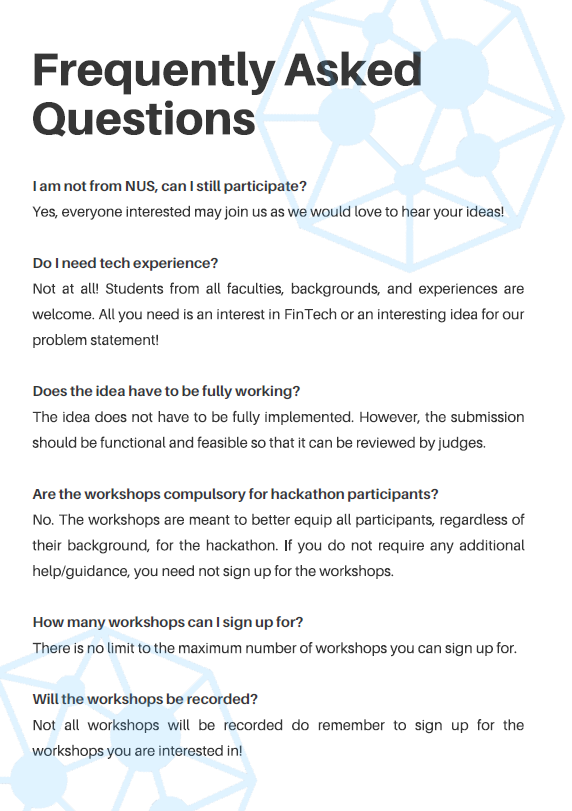 Frequently Asked
Questions
I am not from NUS, can I still participate?
Yes, everyone interested may join us as we would love to hear your ideas!
Do I need tech experience?
Not at all! Students from all faculties, backgrounds, and experiences are
welcome. All you need is an interest in FinTech or an interesting idea for our
problem statement!
Does the idea have to be fully working?
The idea does not have to be fully implemented. However, the submission
should be functional and feasible so that it can be reviewed by judges.
Are the workshops compulsory for hackathon participants?
No. The workshops are meant to better equip all participants, regardless of
their background, for the hackathon. If you do not require any additional
help/guidance, you need not sign up for the workshops.
How many workshops can I sign up for?
There is no limit to the maximum number of workshops you can sign up for.
Will the workshops be recorded?
Not all workshops will be recorded do remember to sign up for the
workshops you are interested in!